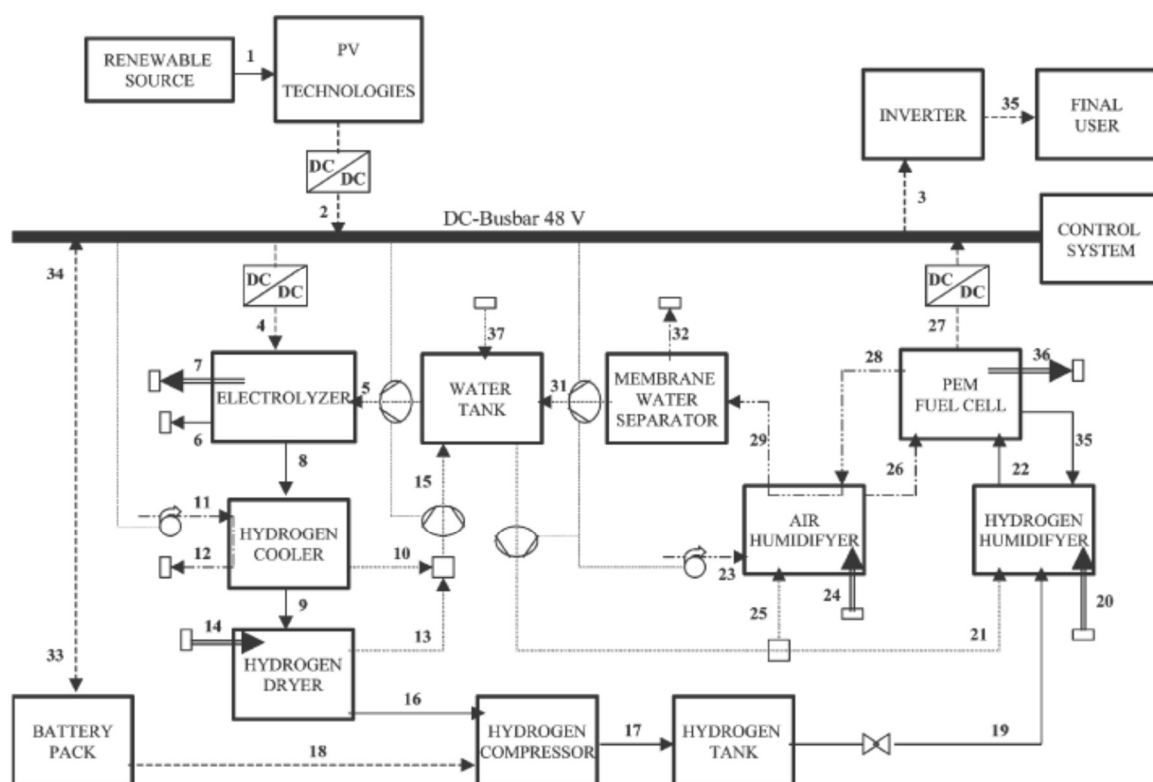 RENEWABLE
SOURCE
1
PV
TECHNOLOGIES
INVERTER
35
FINAL
USER
DC
DC
2
3
DC-Busbar 48 V
CONTROL
SYSTEM
34
DC
DC
4
37
32
DC
DC
27
7
ELECTROLYZER
6
5
WATER
TANK
31
MEMBRANE
WATER
SEPARATOR
28
PEM
FUEL CELL
36
8
15
29
26
22
35
11
HYDROGEN
COOLER
12
10
AIR
HUMIDIFYER
23
24
25
HYDROGEN
HUMIDIFYER
20
21
9
14
13
HYDROGEN
DRYER
33
BATTERY
PACK
16
18
HYDROGEN
COMPRESSOR
17
HYDROGEN
TANK
19